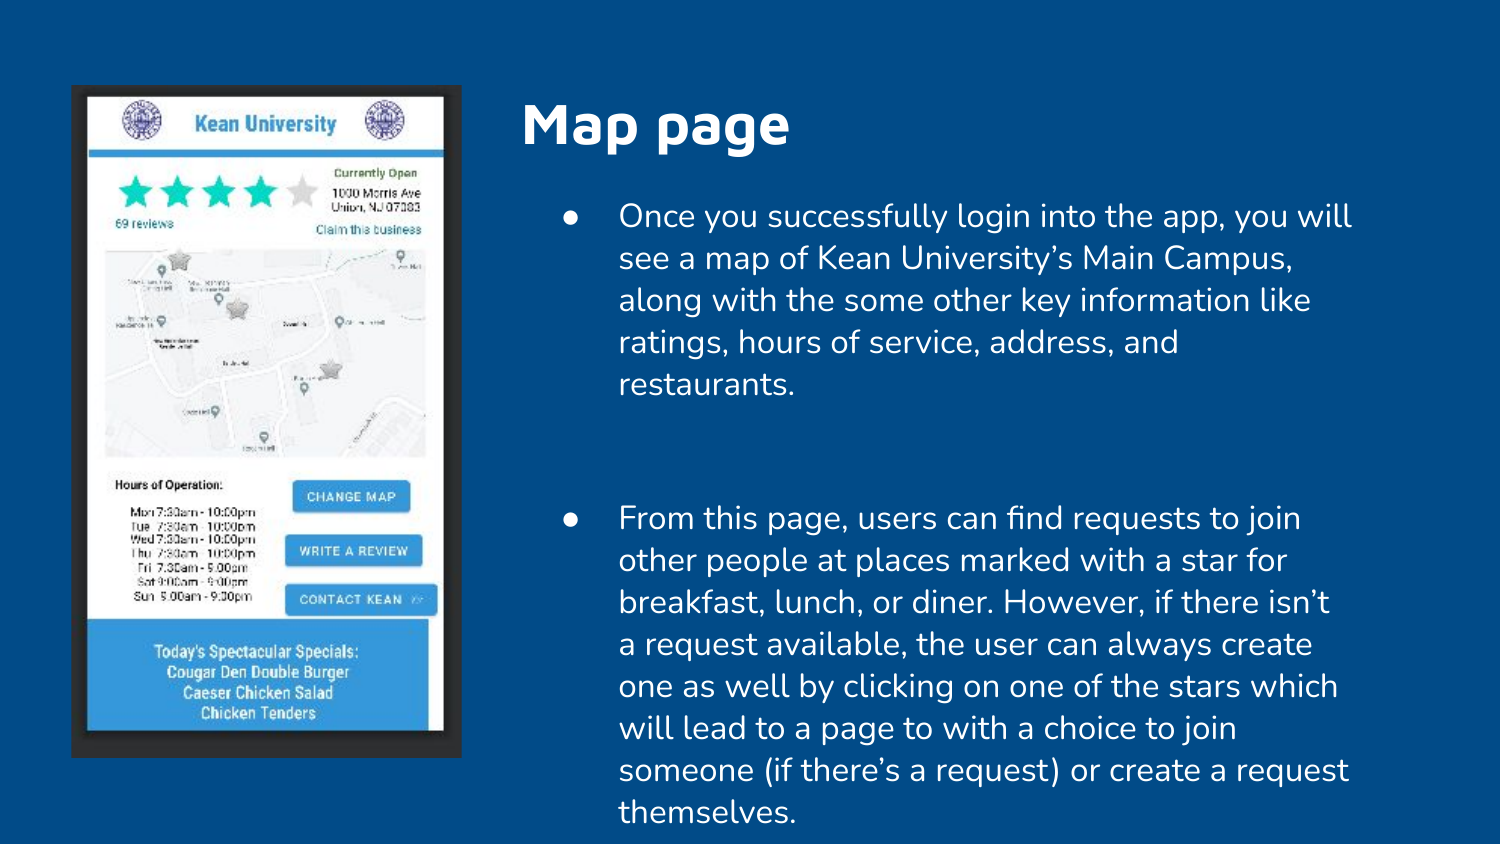 Kean University
Currently Open
1000 Morris Ave
Union, NJ 07083
69 reviews
Claim this business
Hours of Operation:
Mon 7:30am - 10:00pm
Tue 7:30am - 10:00pm
Wed 7:30am - 10:00pm
Thu 7:30am - 10:00pm
Fri 7:30am - 9:00pm
Sat 9:00am - 9:00pm
Sun 9:00am - 9:00pm
CHANGE MAP
WRITE A REVIEW
CONTACT KEAN
Today's Spectacular Specials:
Cougar Den Double Burger
Caeser Chicken Salad
Chicken Tenders
Map page
● Once you successfully login into the app, you will
see a map of Kean University’s Main Campus,
along with the some other key information like
ratings, hours of service, address, and
restaurants.
● From this page, users can find requests to join
other people at places marked with a star for
breakfast, lunch, or diner. However, if there isn’t
a request available, the user can always create
one as well by clicking on one of the stars which
will lead to a page to with a choice to join
someone (if there’s a request) or create a request
themselves.